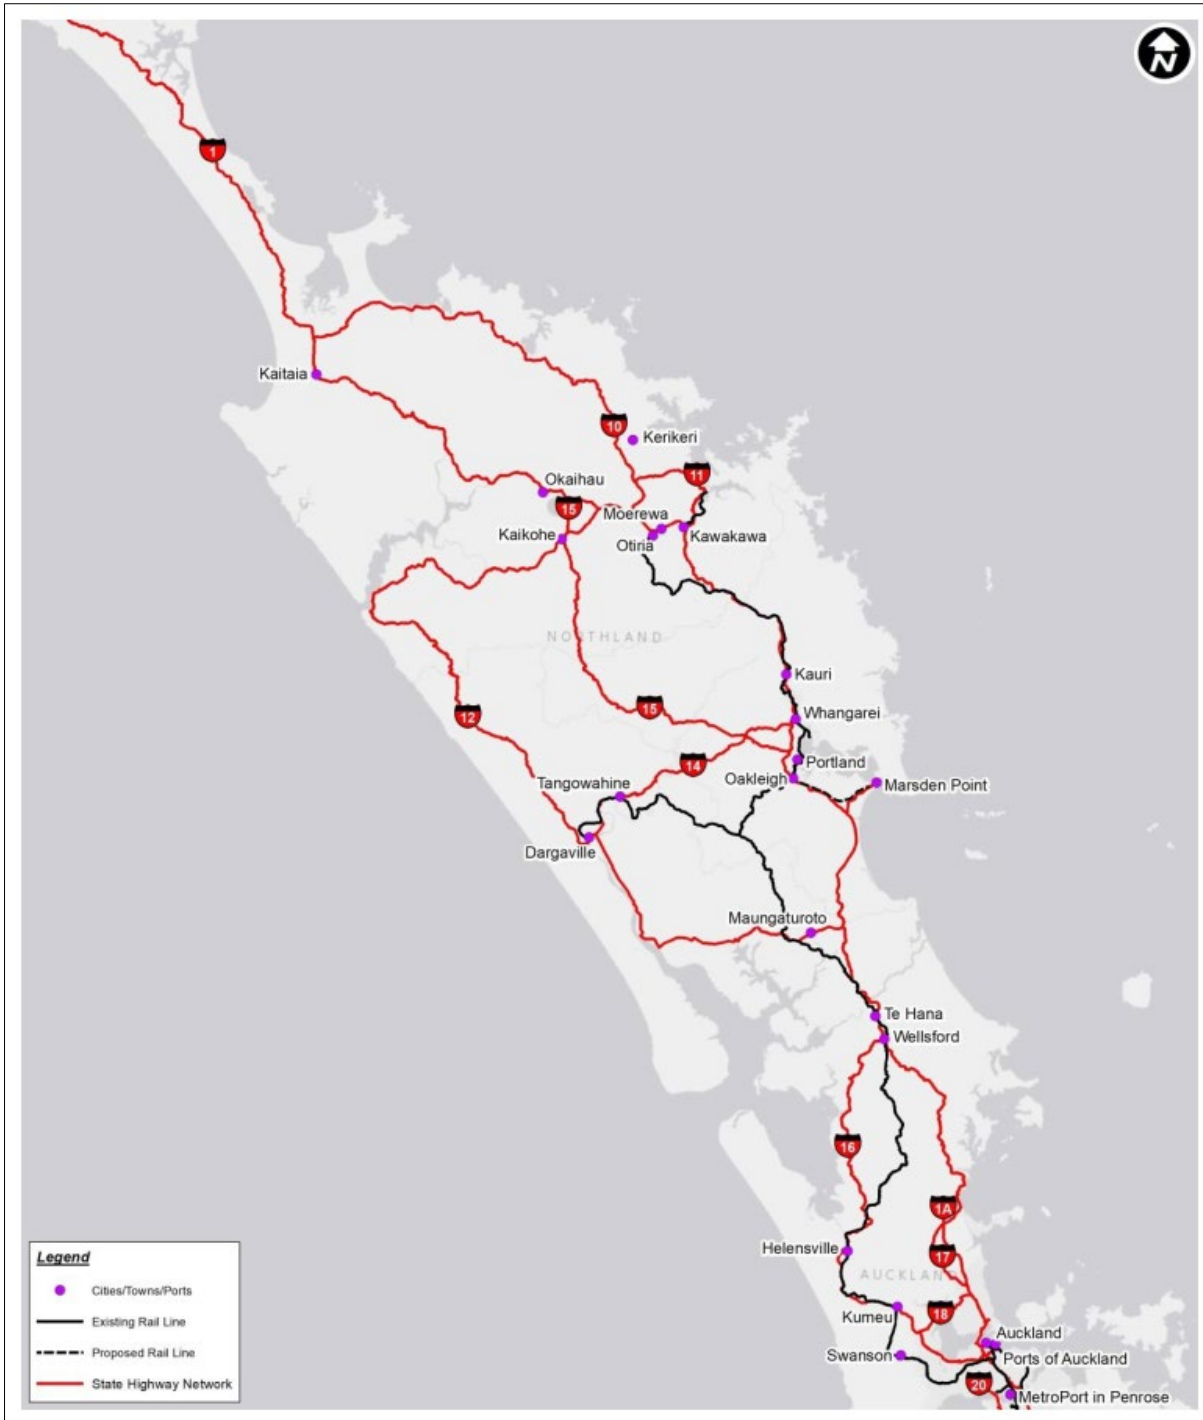 N
1
Kaitaia
10
Kerikeri
11
Okaihau
15
Moerewa
Kaikohe
Otiria
Kawakawa
NORTHLAND
Kauri
15
12
Whangarei
14
Portland
Tangowahine
Oakleigh
Marsden Point
Dargaville
Maungaturoto
Te Hana
Wellsford
16
1A
Helensville
17
AUCKLAND
Kumeu
18
Auckland
Swanson
Ports of Auckland
20
MetroPort in Penrose
Legend
Cities/Towns/Ports
Existing Rail Line
Proposed Rail Line
State Highway Network